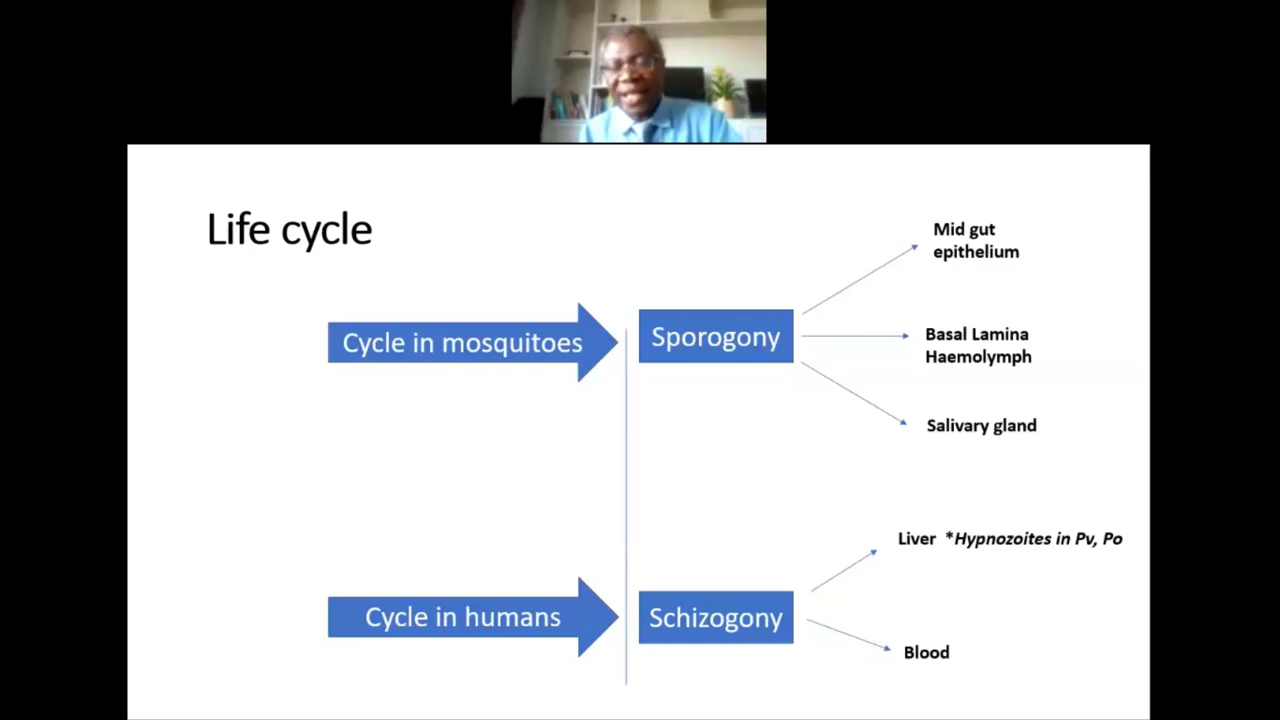 Life cycle
Mid gut
epithelium
Cycle in mosquitoes
Sporogony
Basal Lamina
Haemolymph
Salivary gland
Liver *Hypnozoites in Pv, Po
Cycle in humans
Schizogony
Blood